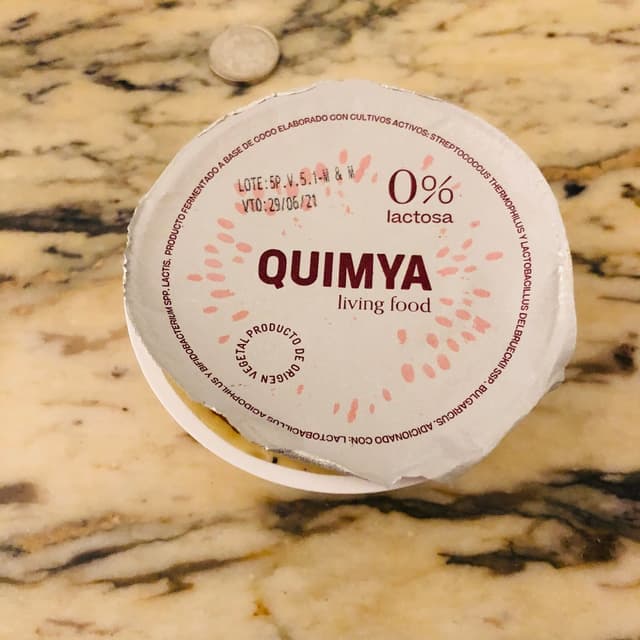 PRODUCTO FERMENTADO A BASE DE COCO ELABORADO CON CULTIVOS ACTIVOS: STREPTOCOCCUS THERMOPHILUS Y LACTOBACILLUS DELBRUECKII SSP. BULGARICUS. ADICIONADO CON: LACTOBACILLUS ACIDOPHILUS Y BIFIDOBACTERIUM SPP. LACTIS.
LOTE:5P.V.5.1-M & M
VTO:29/06/21
0%
lactosa
QUIMYA
living food
PRODUCTO DE ORIGEN VEGETAL